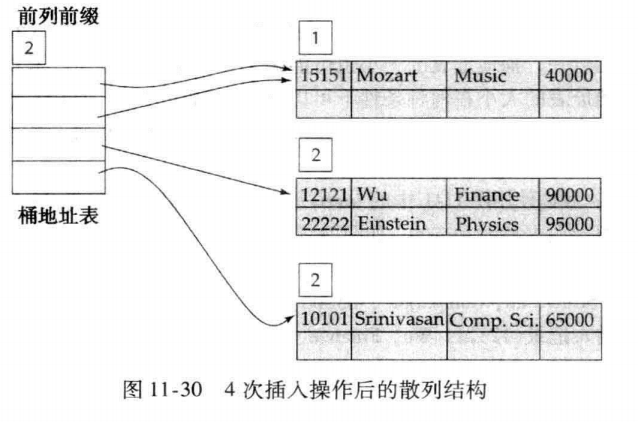 前列前缀
2
1
15151 Mozart Music 40000
2
12121 Wu Finance 90000
22222 Einstein Physics 95000
桶地址表
2
10101 Srinivasan Comp. Sci. 65000
图 11-30 4 次插入操作后的散列结构